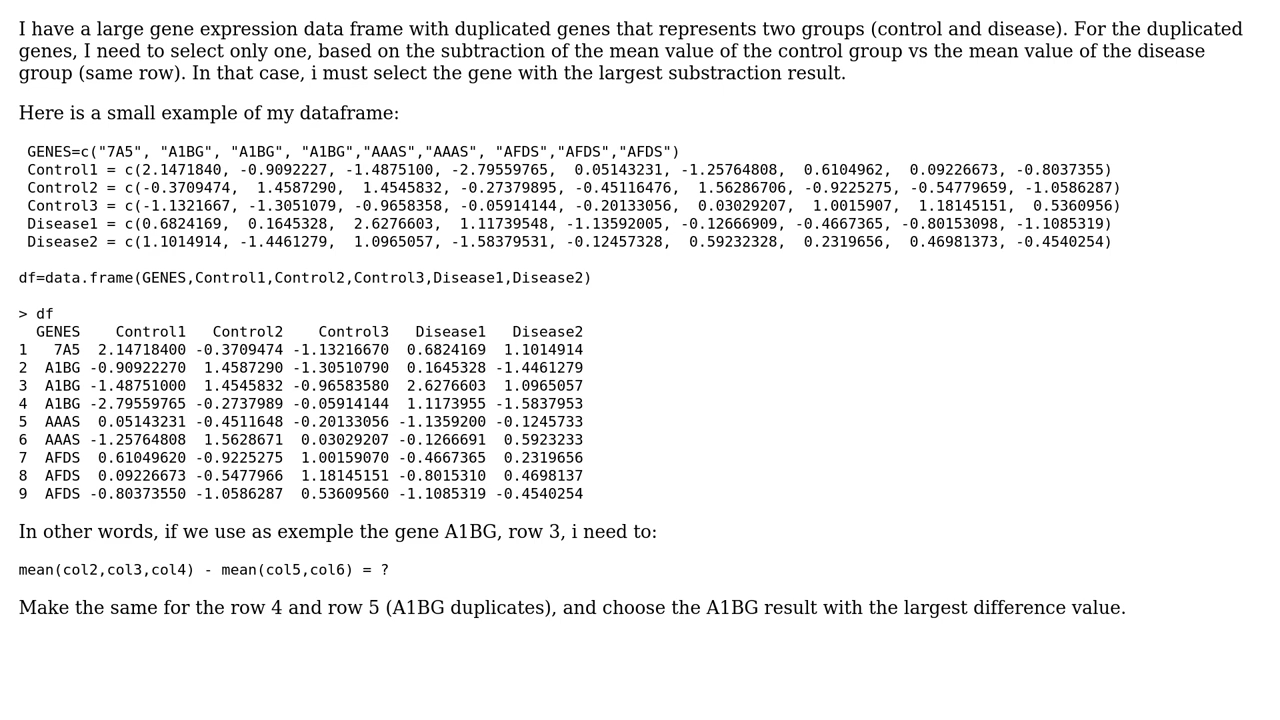 I have a large gene expression data frame with duplicated genes that represents two groups (control and disease). For the duplicated
genes, I need to select only one, based on the subtraction of the mean value of the control group vs the mean value of the disease
group (same row). In that case, i must select the gene with the largest substraction result.
Here is a small example of my dataframe:
GENES=c("7A5", "A1BG", "A1BG", "A1BG","AAAS","AAAS", "AFDS","AFDS","AFDS")
Control1 = c(2.1471840, -0.9092227, -1.4875100, -2.79559765,  0.05143231, -1.25764808,  0.6104962,  0.09226673, -0.8037355)
Control2 = c(-0.3709474,  1.4587290,  1.4545832, -0.27379895, -0.45116476,  1.56286706, -0.9225275, -0.54779659, -1.0586287)
Control3 = c(-1.1321667, -1.3051079, -0.9658358, -0.05914144, -0.20133056,  0.03029207,  1.0015907,  1.18145151,  0.5360956)
Disease1 = c(0.6824169,  0.1645328,  2.6276603,  1.11739548, -1.13592005, -0.12666909, -0.4667365, -0.80153098, -1.1085319)
Disease2 = c(1.1014914, -1.4461279,  1.0965057, -1.58379531, -0.12457328,  0.59232328,  0.2319656,  0.46981373, -0.4540254)
df=data.frame(GENES,Control1,Control2,Control3,Disease1,Disease2)
> df
  GENES    Control1   Control2    Control3   Disease1   Disease2
1   7A5  2.14718400 -0.3709474 -1.13216670  0.6824169  1.1014914
2  A1BG -0.90922270  1.4587290 -1.30510790  0.1645328 -1.4461279
3  A1BG -1.48751000  1.4545832 -0.96583580  2.6276603  1.0965057
4  A1BG -2.79559765 -0.2737989 -0.05914144  1.1173955 -1.5837953
5  AAAS  0.05143231 -0.4511648 -0.20133056 -1.1359200 -0.1245733
6  AAAS -1.25764808  1.5628671  0.03029207 -0.1266691  0.5923233
7  AFDS  0.61049620 -0.9225275  1.00159070 -0.4667365  0.2319656
8  AFDS  0.09226673 -0.5477966  1.18145151 -0.8015310  0.4698137
9  AFDS -0.80373550 -1.0586287  0.53609560 -1.1085319 -0.4540254
In other words, if we use as exemple the gene A1BG, row 3, i need to:
mean(col2,col3,col4) - mean(col5,col6) = ?
Make the same for the row 4 and row 5 (A1BG duplicates), and choose the A1BG result with the largest difference value.